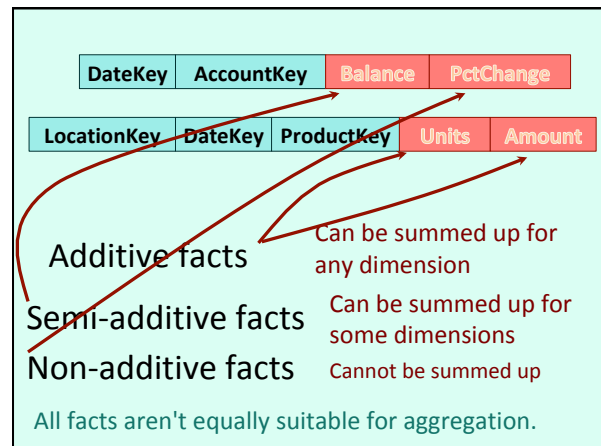 DateKey AccountKey Balance PctChange
LocationKey DateKey ProductKey Units Amount
Additive facts
Can be summed up for
any dimension
Semi-additive facts
Can be summed up for
some dimensions
Non-additive facts
Cannot be summed up
All facts aren't equally suitable for aggregation.